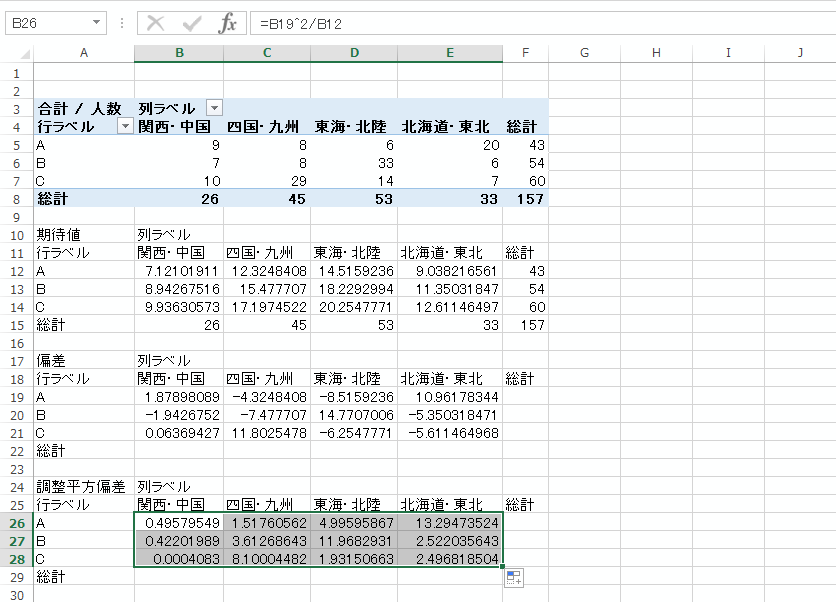 B26 =B19^2/B12
A B C D E F G H I J
1
2
3 合計 / 人数 列ラベル
4 行ラベル 関西・中国 四国・九州 東海・北陸 北海道・東北 総計
5 A 9 8 6 20 43
6 B 7 8 33 6 54
7 C 10 29 14 7 60
8 総計 26 45 53 33 157
9
10 期待値 列ラベル
11 行ラベル 関西・中国 四国・九州 東海・北陸 北海道・東北 総計
12 A 7.12101911 12.3248408 14.5159236 9.038216561 43
13 B 8.94267516 15.477707 18.2292994 11.35031847 54
14 C 9.93630573 17.1974522 20.2547771 12.61146497 60
15 総計 26 45 53 33 157
16
17 偏差 列ラベル
18 行ラベル 関西・中国 四国・九州 東海・北陸 北海道・東北 総計
19 A 1.87898089 -4.3248408 -8.5159236 10.96178344
20 B -1.9426752 -7.477707 14.7707006 -5.350318471
21 C 0.06369427 11.8025478 -6.2547771 -5.611464968
22 総計
23
24 調整平方偏差 列ラベル
25 行ラベル 関西・中国 四国・九州 東海・北陸 北海道・東北 総計
26 A 0.49579549 1.51760562 4.99595867 13.29473524
27 B 0.42201989 3.61268643 11.9682931 2.522035643
28 C 0.0004083 8.10004482 1.93150663 2.496818504
29 総計
30